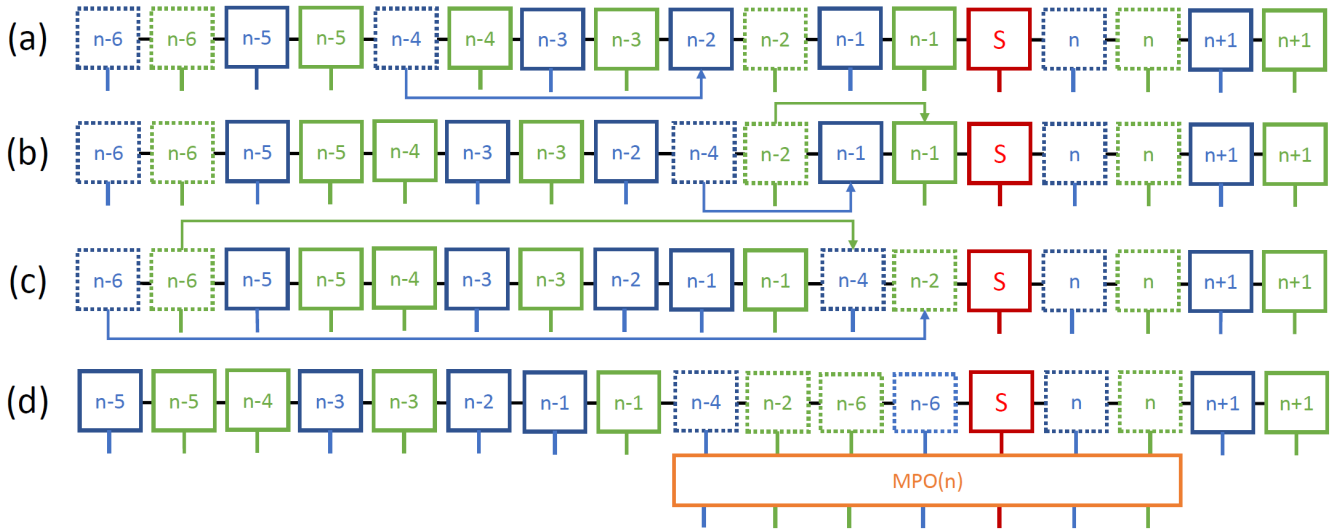 (a) n-6 n-6 n-5 n-5 n-4 n-4 n-3 n-3 n-2 n-2 n-1 n-1 S n n n+1 n+1
(b) n-6 n-6 n-5 n-5 n-4 n-3 n-3 n-2 n-4 n-2 n-1 n-1 S n n n+1 n+1
(c) n-6 n-6 n-5 n-5 n-4 n-3 n-3 n-2 n-1 n-1 n-4 n-2 S n n n+1 n+1
(d) n-5 n-5 n-4 n-3 n-3 n-2 n-1 n-1 n-4 n-2 n-6 n-6 S n n n+1 n+1
MPO(n)